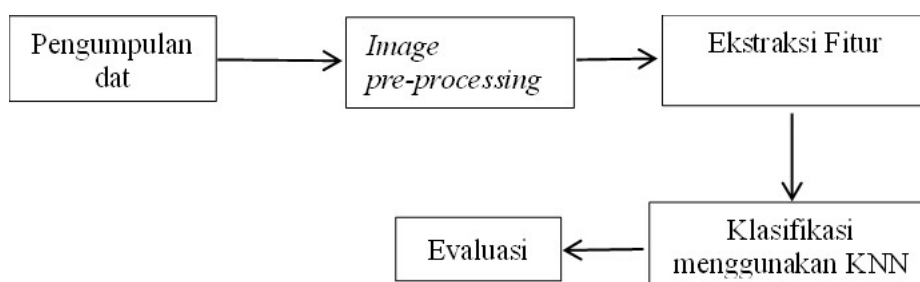 Pengumpulan
dat
Image
pre-processing
Ekstraksi Fitur
Klasifikasi
menggunakan KNN
Evaluasi